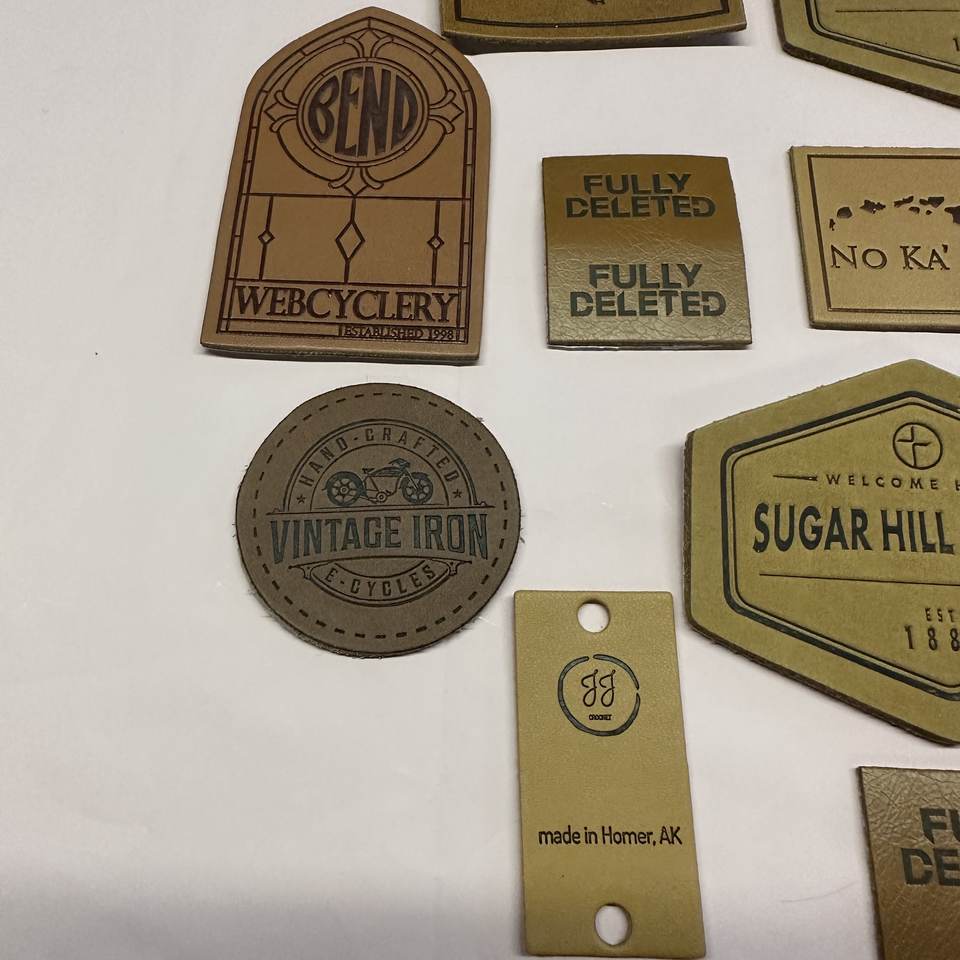 BEND
WEBCYCLERY
ESTABLISHED 1998
FULLY
DELETED
FULLY
DELETED
NO KA'
HAND-CRAFTED
VINTAGE IRON
E-CYCLES
WELCOME
SUGAR HILL
EST
188
JJ
CROCHET
made in Homer, AK
FU
DE